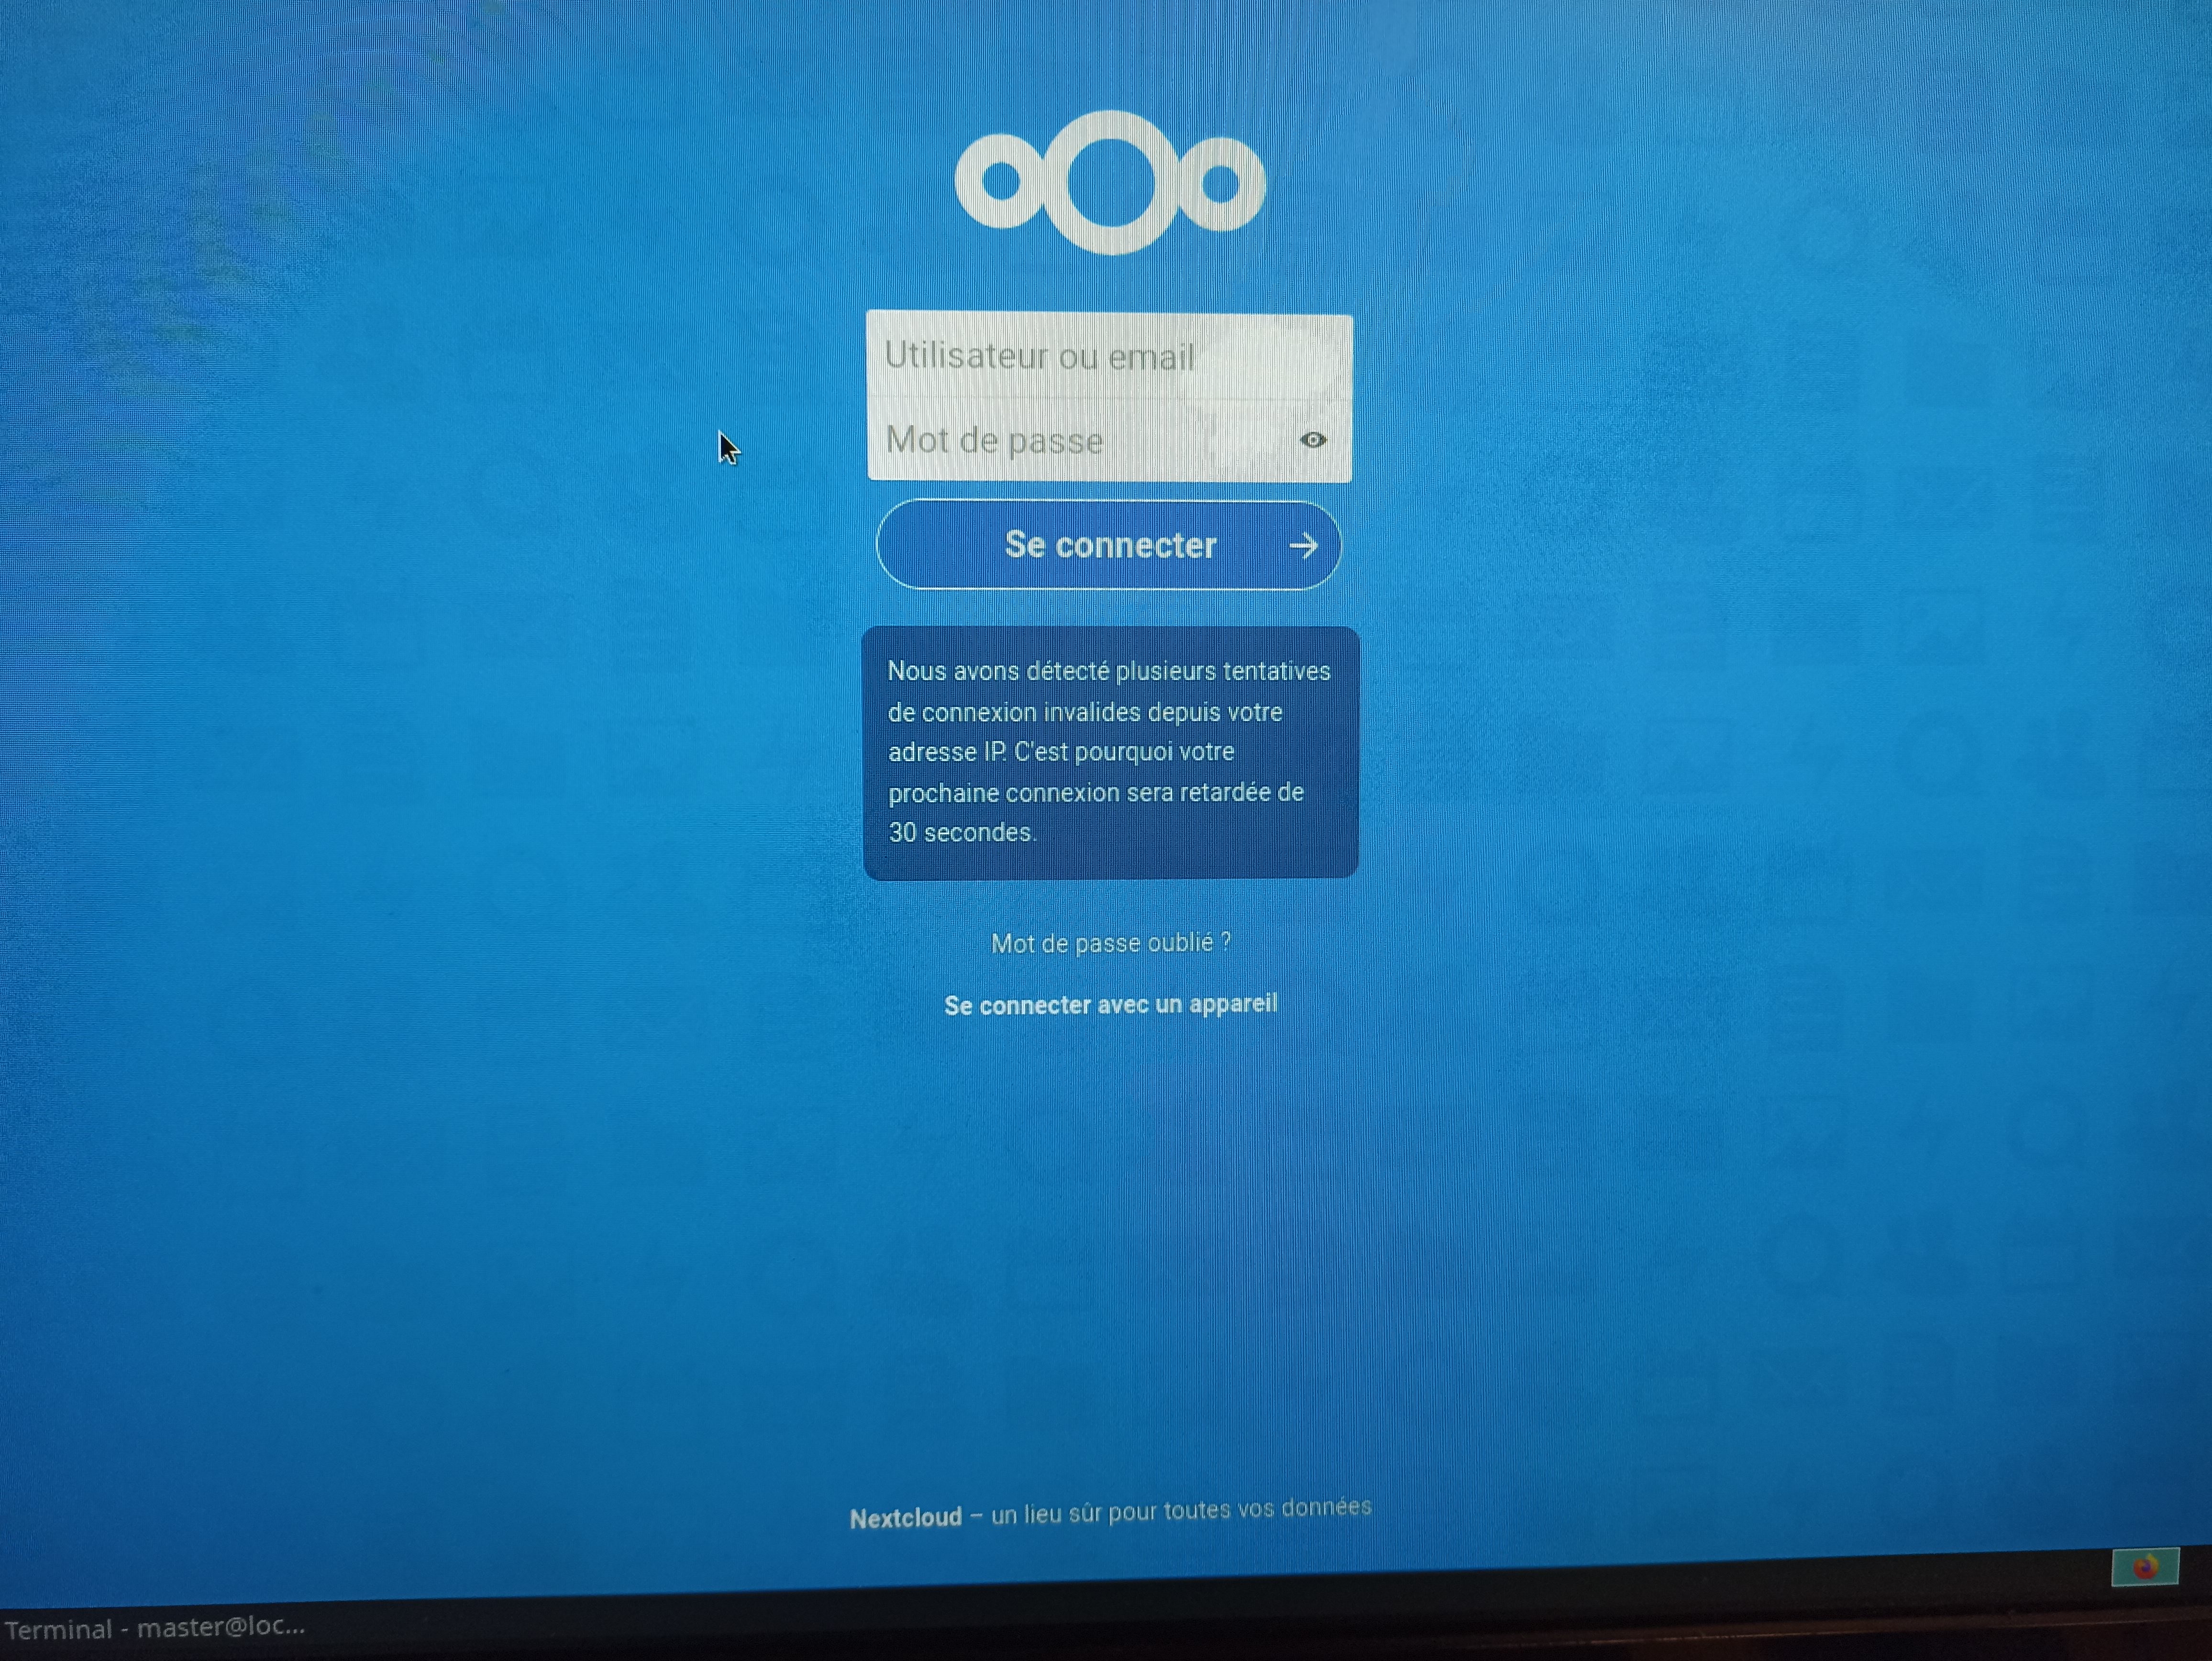 Utilisateur ou email
Mot de passe
Se connecter
Nous avons détecté plusieurs tentatives
de connexion invalides depuis votre
adresse IP. C'est pourquoi votre
prochaine connexion sera retardée de
30 secondes.
Mot de passe oublié ?
Se connecter avec un appareil
Nextcloud – un lieu sûr pour toutes vos données
Terminal - master@loc...